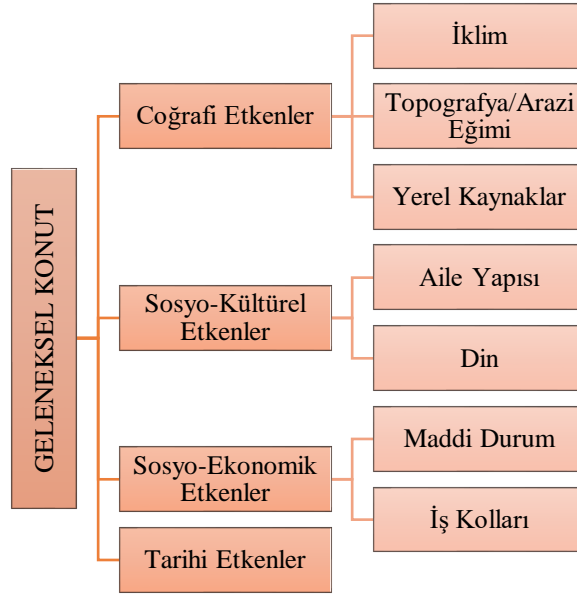 GELENEKSEL KONUT
Coğrafi Etkenler
İklim
Topografya/Arazi
Eğimi
Yerel Kaynaklar
Sosyo-Kültürel
Etkenler
Aile Yapısı
Din
Sosyo-Ekonomik
Etkenler
Maddi Durum
İş Kolları
Tarihi Etkenler